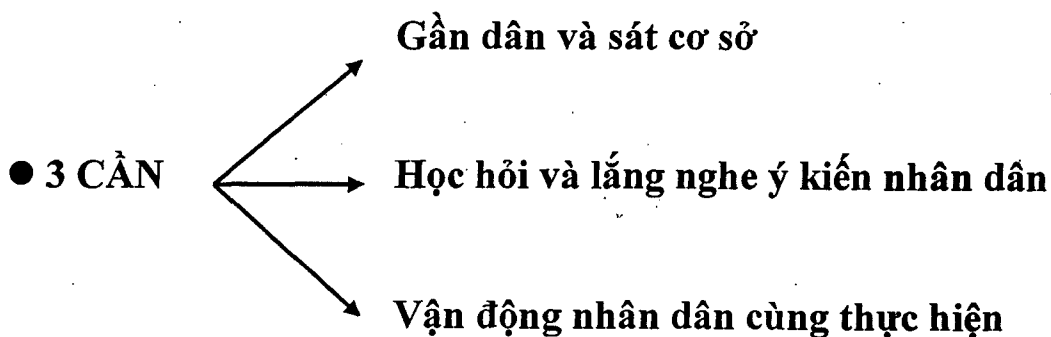 Gần dân và sát cơ sở
● 3 CẦN
Học hỏi và lắng nghe ý kiến nhân dân
Vận động nhân dân cùng thực hiện